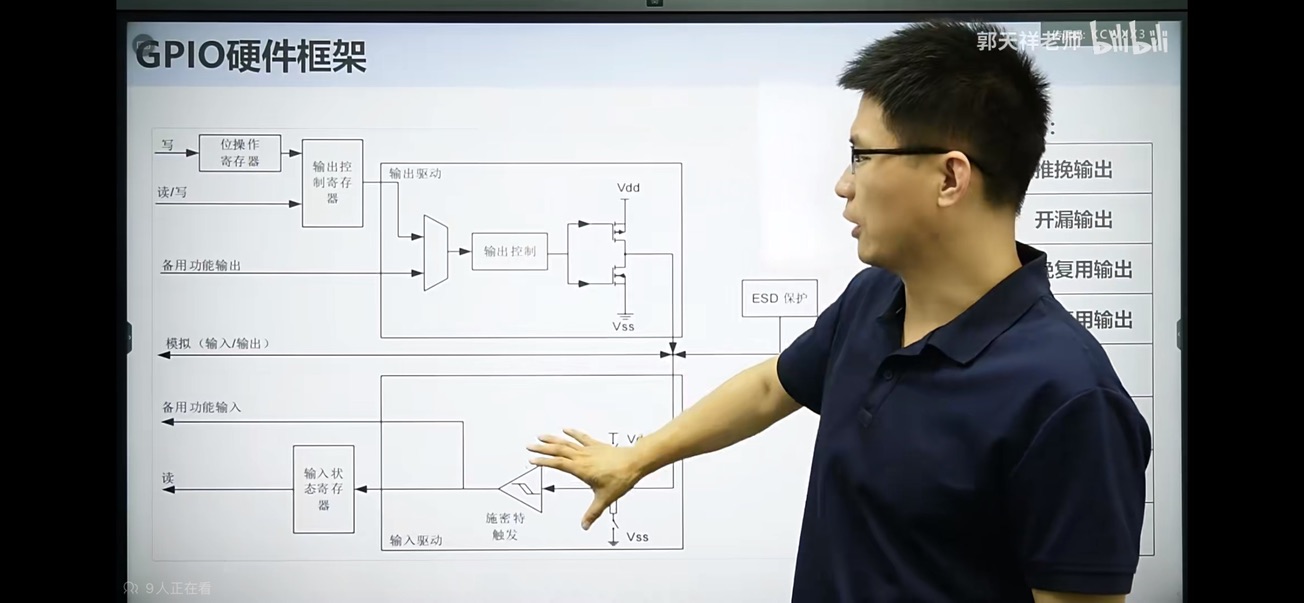 GPIO硬件框架
郭天祥老师
bilibili
写
位操作
寄存器
输出控
制寄存
器
读/写
输出驱动
Vdd
输出控制
备用功能输出
Vss
ESD 保护
模拟（输入/输出）
备用功能输入
读
输入状
态寄存
器
施密特
触发
输入驱动
Vss
推挽输出
开漏输出
复用输出
用输出
9人正在看